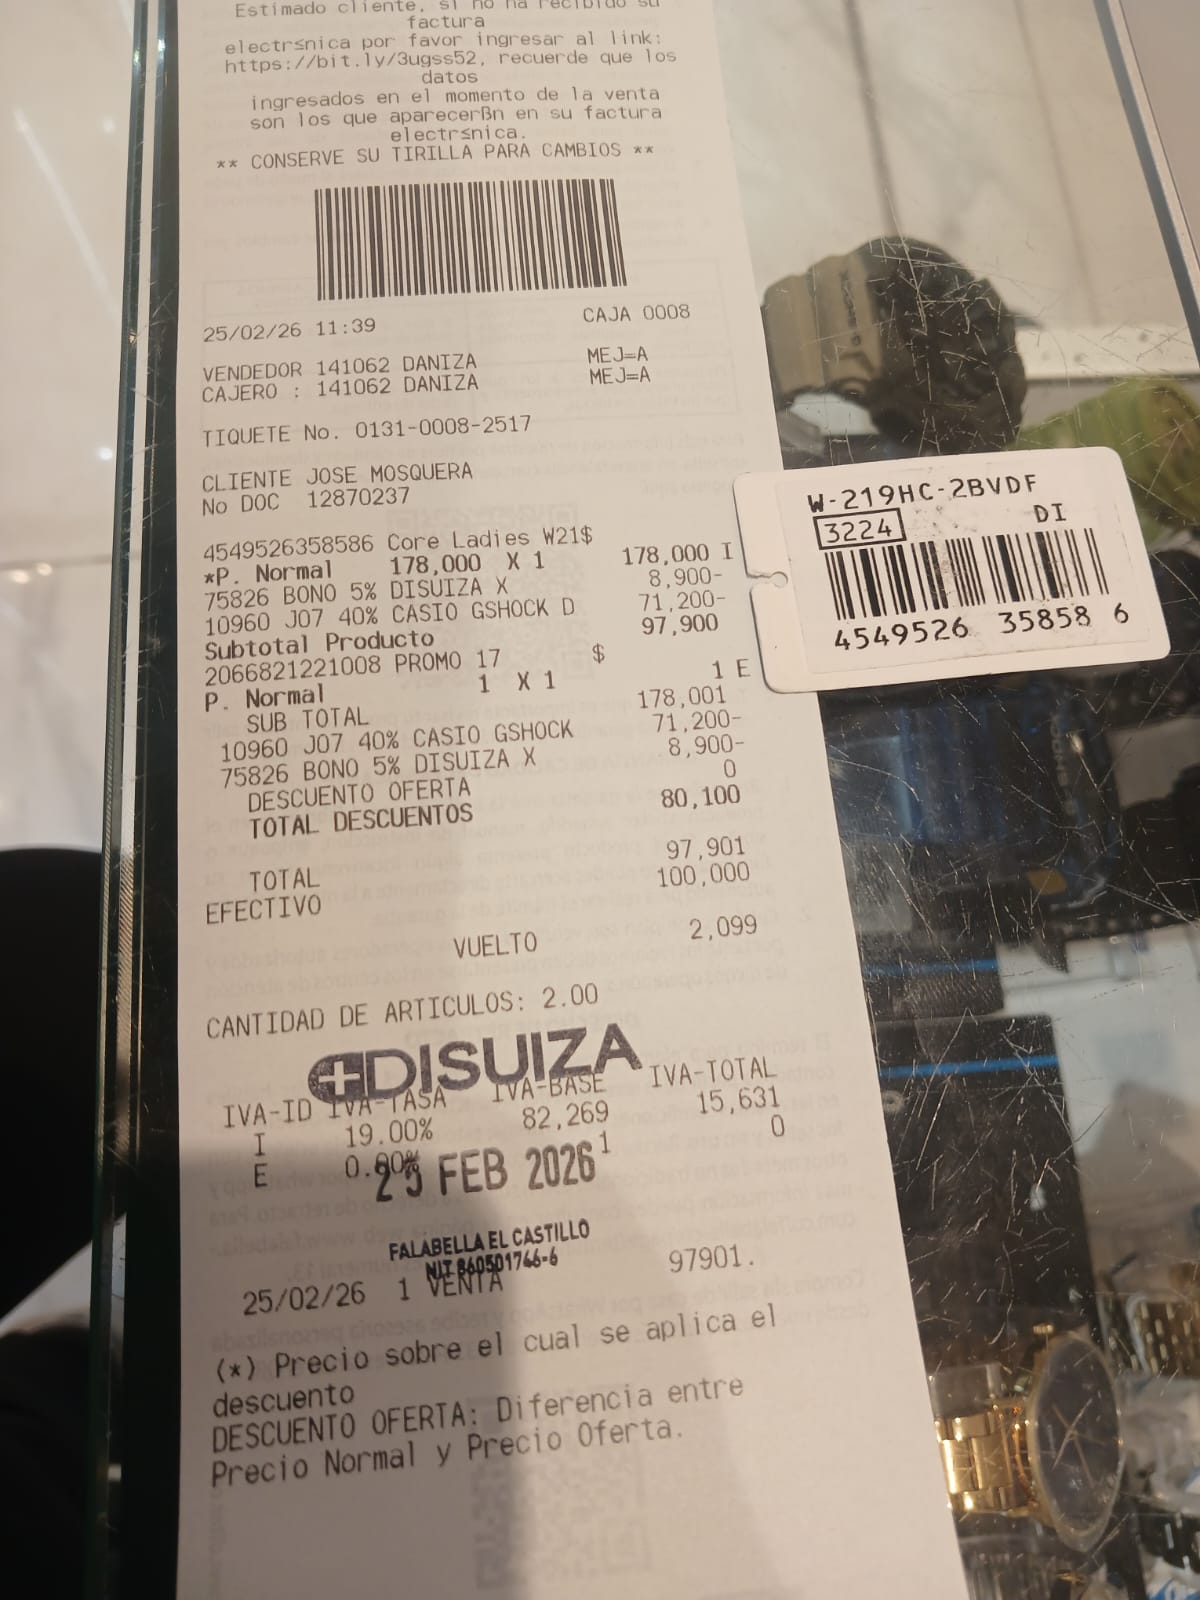 Estimado cliente, si no ha recibido su
factura
electr≤nica por favor ingresar al link:
https://bit.ly/3ugss52, recuerde que los
datos
ingresados en el momento de la venta
son los que aparecerßn en su factura
electr≤nica.
** CONSERVE SU TIRILLA PARA CAMBIOS **
25/02/26 11:39 CAJA 0008
VENDEDOR 141062 DANIZA MEJ=A
CAJERO : 141062 DANIZA MEJ=A
TIQUETE No. 0131-0008-2517
CLIENTE JOSE MOSQUERA
No DOC 12870237
4549526358586 Core Ladies W21$
*P. Normal 178,000 X 1 178,000 I
75826 BONO 5% DISUIZA X 8,900-
10960 J07 40% CASIO GSHOCK D 71,200-
Subtotal Producto 97,900
2066821221008 PROMO 17 $
P. Normal 1 X 1 1 E
SUB TOTAL 178,001
10960 J07 40% CASIO GSHOCK 71,200-
75826 BONO 5% DISUIZA X 8,900-
DESCUENTO OFERTA 0
TOTAL DESCUENTOS 80,100
TOTAL 97,901
EFECTIVO 100,000
VUELTO 2,099
CANTIDAD DE ARTICULOS: 2.00
DISUIZA
IVA-ID IVA-TASA IVA-BASE IVA-TOTAL
I 19.00% 82,269 15,631
E 0.00% 1 0
25 FEB 2026
FALABELLA EL CASTILLO
NIT 860501766-6
25/02/26 1 VENTA 97901.
(*) Precio sobre el cual se aplica el
descuento
DESCUENTO OFERTA: Diferencia entre
Precio Normal y Precio Oferta.
W-219HC-2BVDF
3224 DI
4549526 35858 6